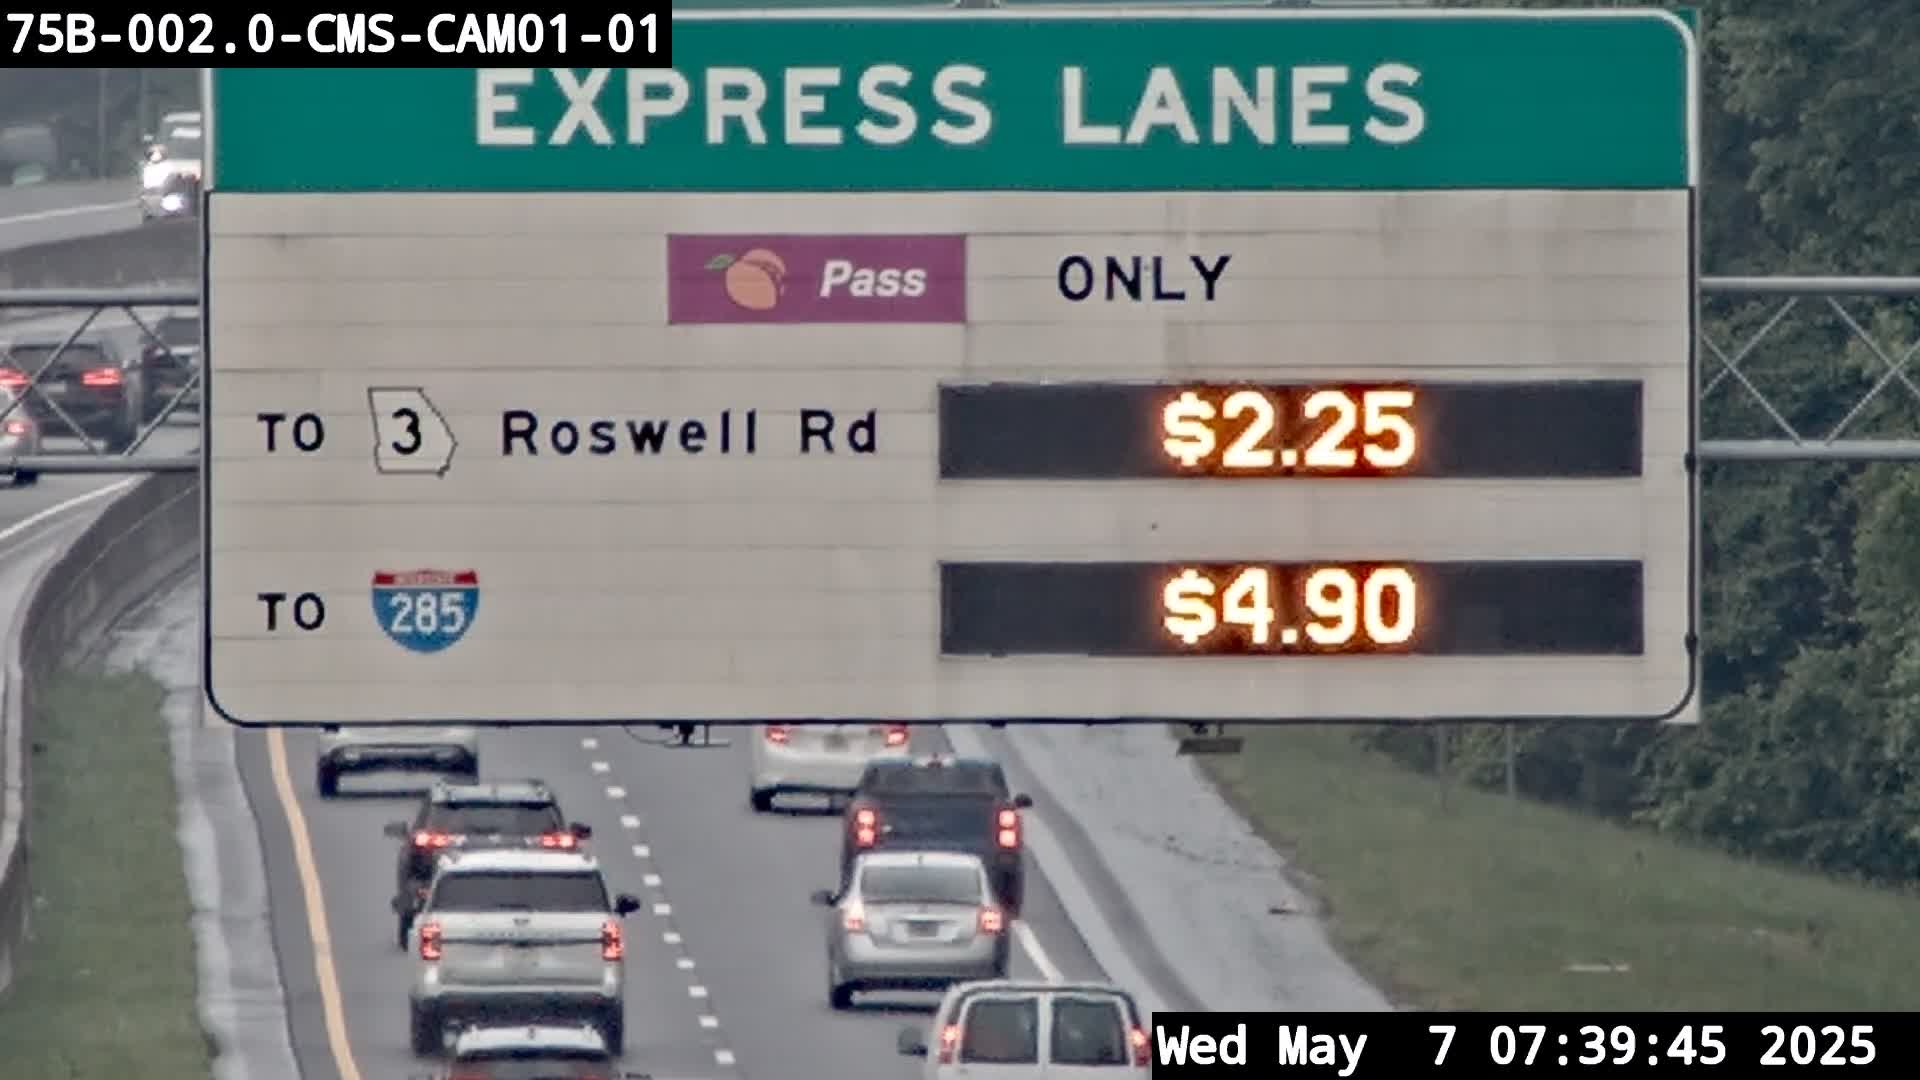 75B-002.0-CMS-CAM01-01
EXPRESS LANES
Pass ONLY
TO 3 Roswell Rd $2.25
TO INTERSTATE 285 $4.90
Wed May 7 07:39:45 2025